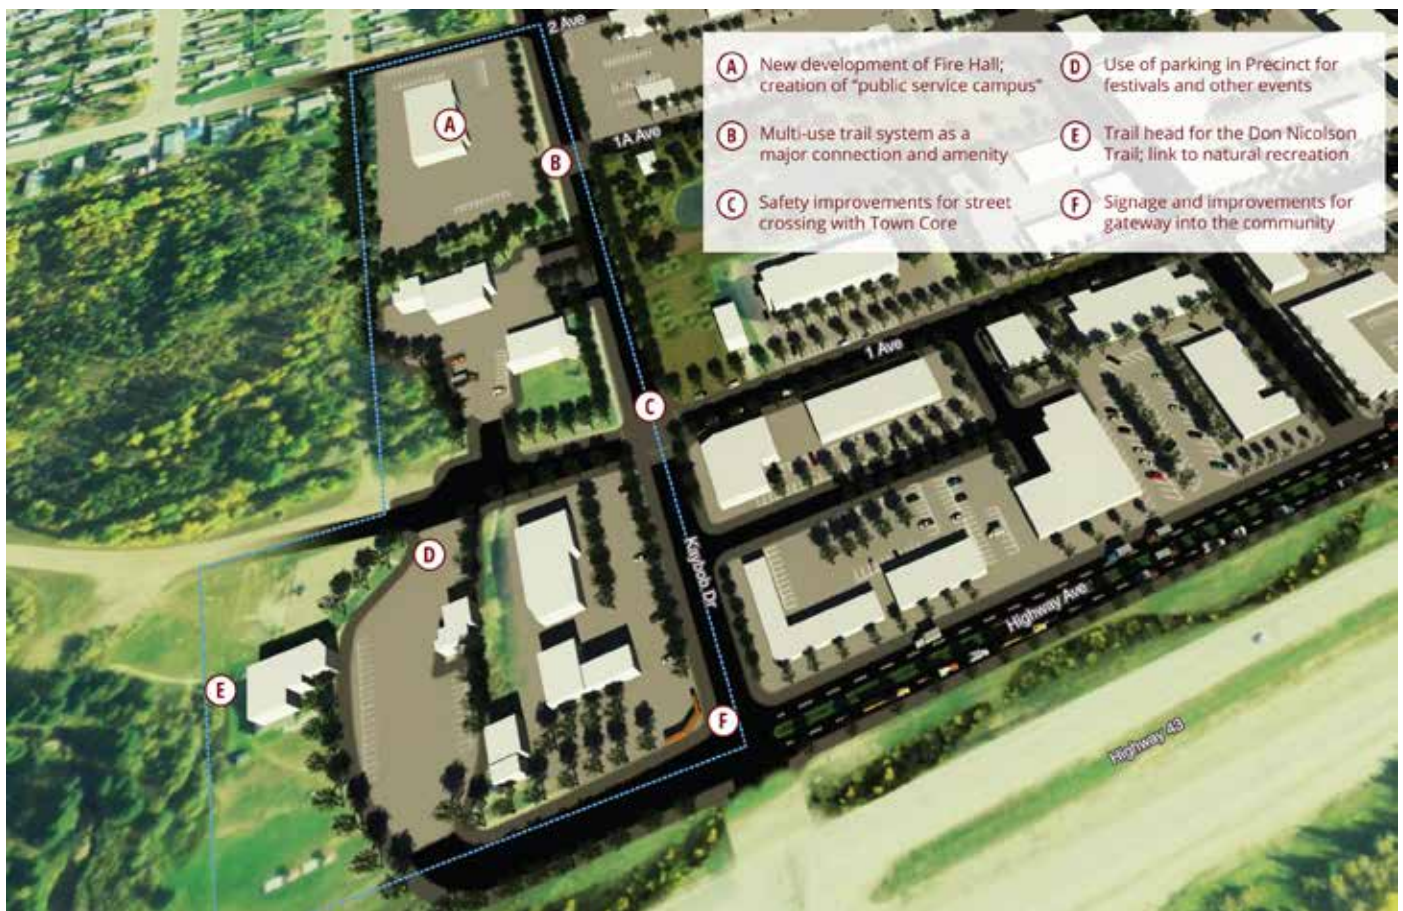 2 Ave
1A Ave
A
New development of Fire Hall;
creation of “public service campus”
B
Multi-use trail system as a
major connection and amenity
C
Safety improvements for street
crossing with Town Core
D
Use of parking in Precinct for
festivals and other events
E
Trail head for the Don Nicolson
Trail; link to natural recreation
F
Signage and improvements for
gateway into the community
A
B
1 Ave
C
D
Kaybob Dr
Highway Ave
E
F
Highway 43